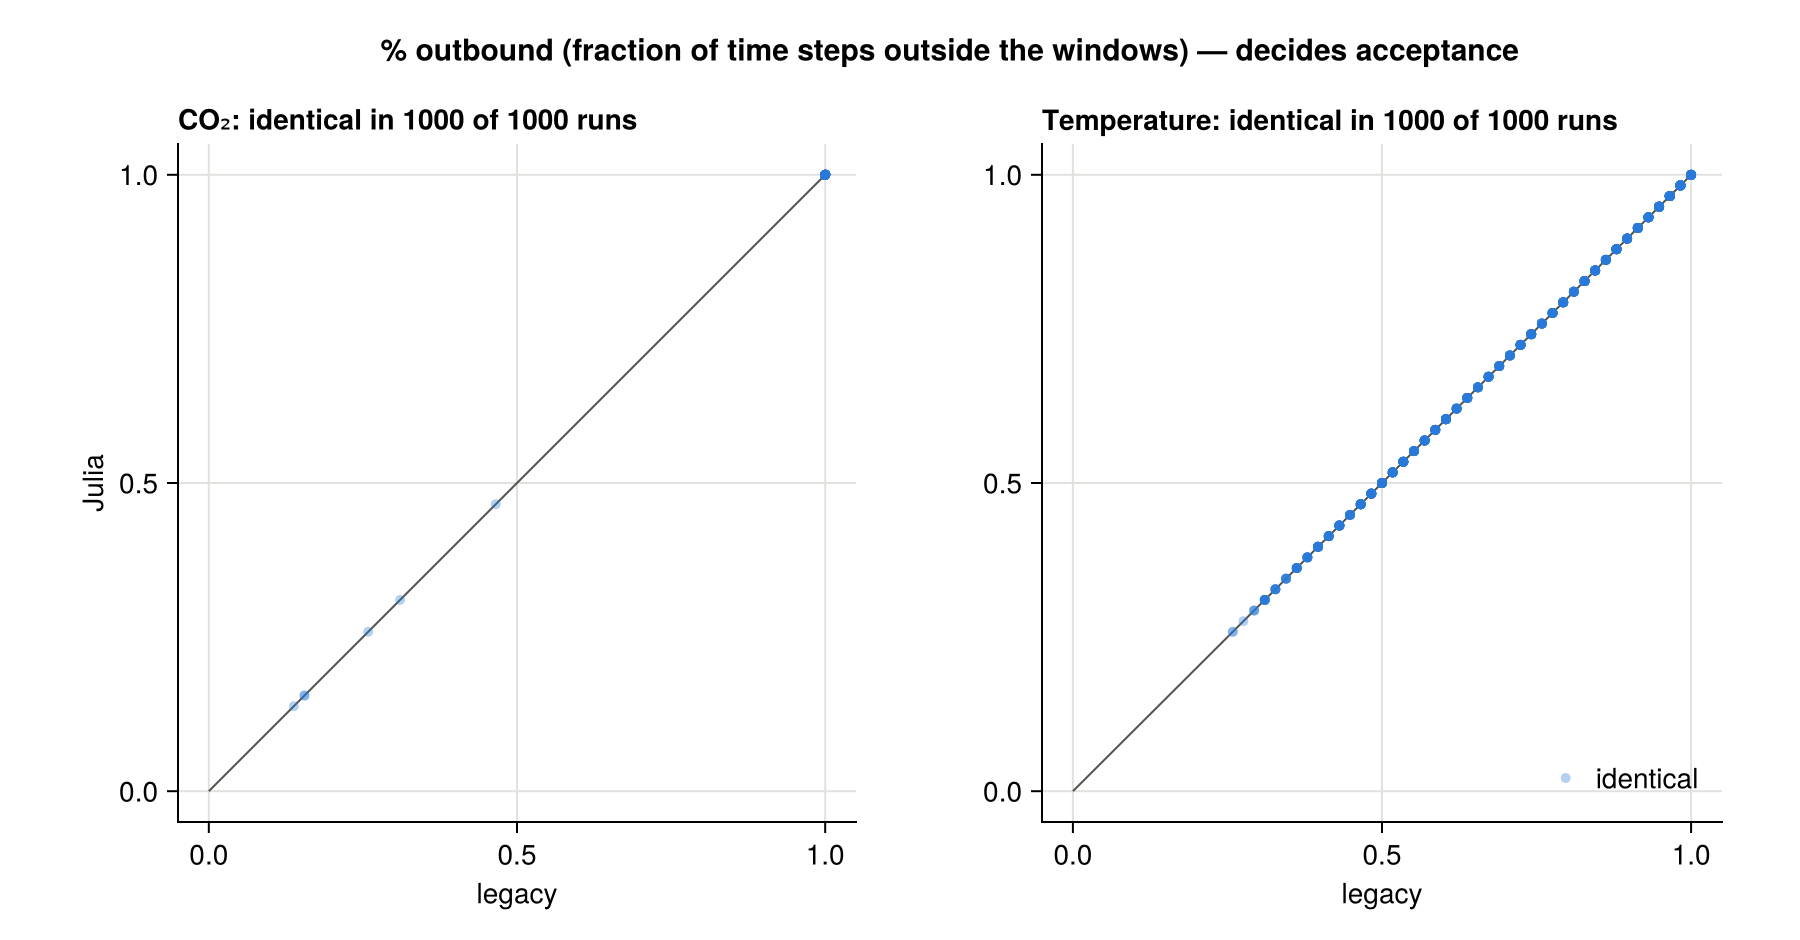 % outbound (fraction of time steps outside the windows) — decides acceptance
CO₂: identical in 1000 of 1000 runs
1.0
0.5
0.0
Julia
0.0 0.5 1.0
legacy
Temperature: identical in 1000 of 1000 runs
1.0
0.5
0.0
identical
0.0 0.5 1.0
legacy